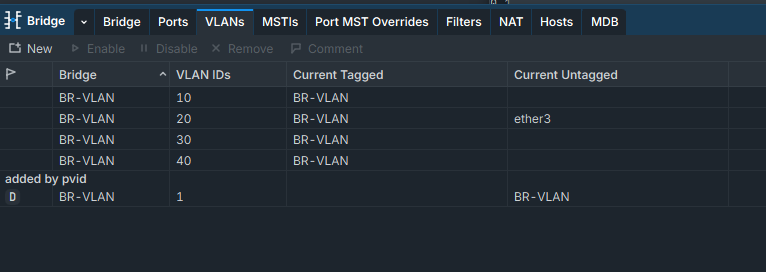 Bridge Bridge Ports VLANs MSTIs Port MST Overrides Filters NAT Hosts MDB
New Enable Disable Remove Comment
Bridge VLAN IDs Current Tagged Current Untagged
BR-VLAN 10 BR-VLAN
BR-VLAN 20 BR-VLAN ether3
BR-VLAN 30 BR-VLAN
BR-VLAN 40 BR-VLAN
added by pvid
D BR-VLAN 1 BR-VLAN